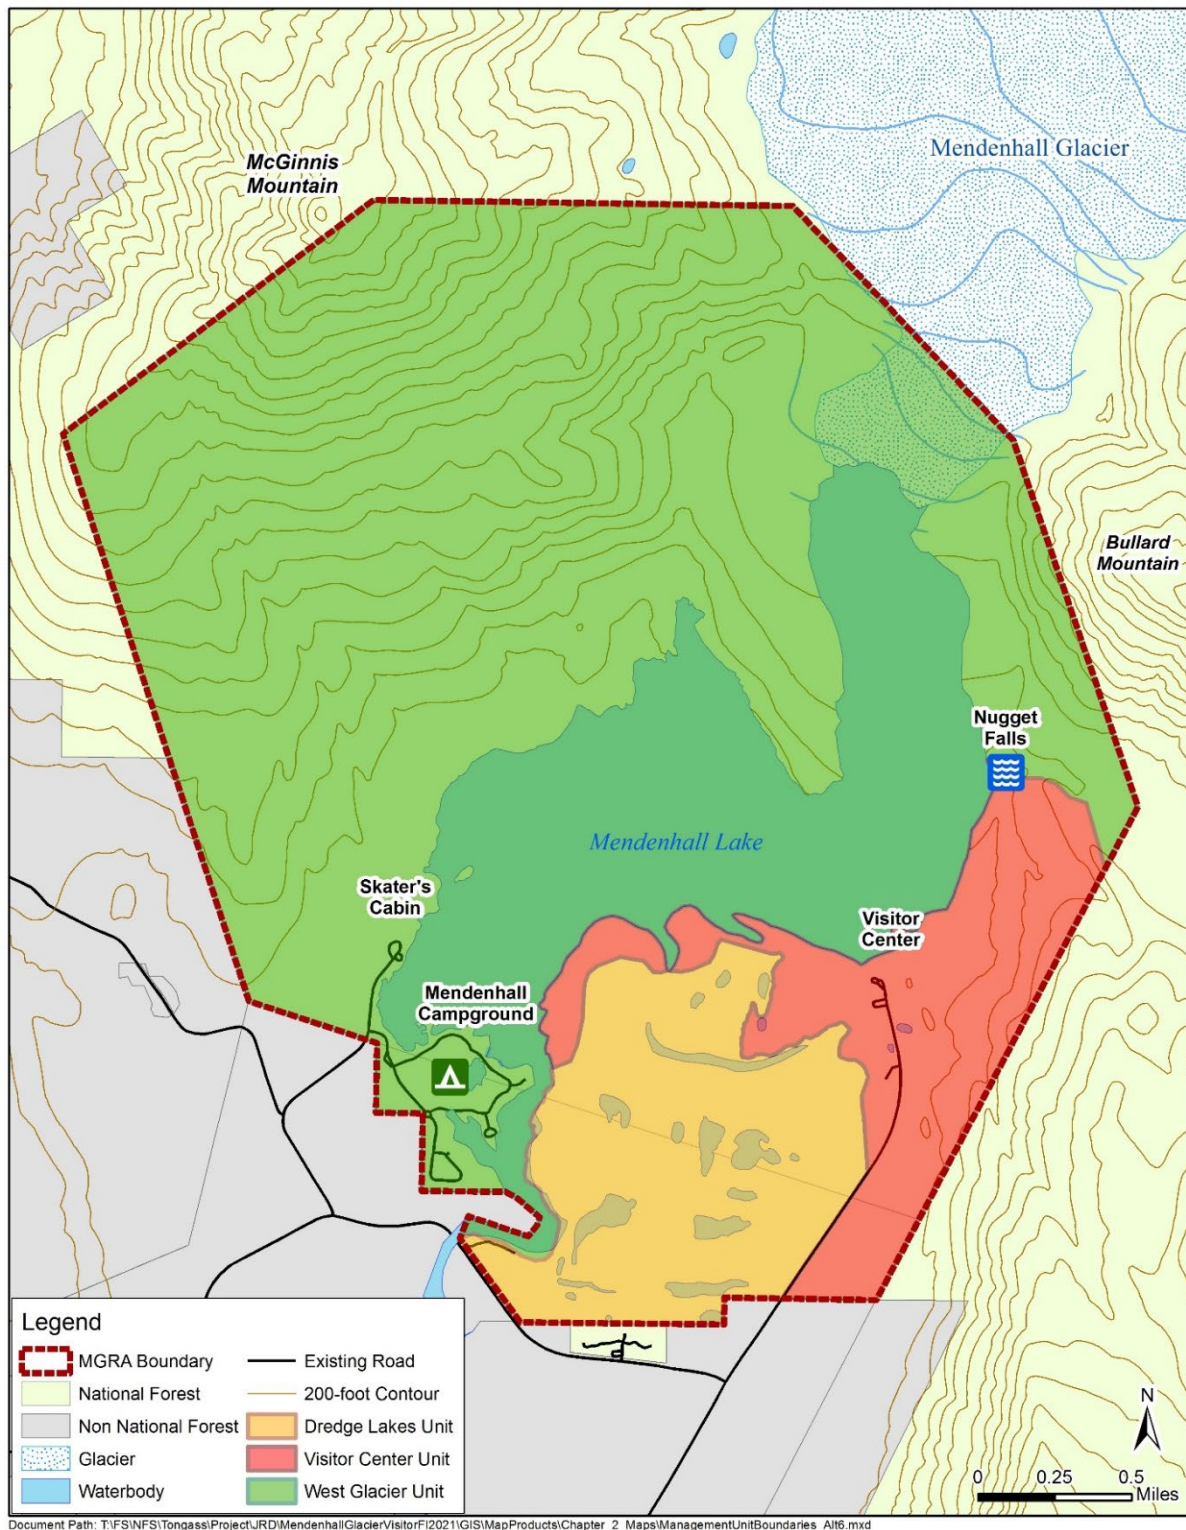 Mendenhall Glacier
McGinnis
Mountain
Bullard
Mountain
Nugget
Falls
Mendenhall Lake
Skater's
Cabin
Visitor
Center
Mendenhall
Campground
Legend
MGRA Boundary
National Forest
Non National Forest
Glacier
Waterbody
Existing Road
200-foot Contour
Dredge Lakes Unit
Visitor Center Unit
West Glacier Unit
N
0 0.25 0.5
Miles
Document Path: T:\FS\NFS\Tongass\Project\JRD\MendenhallGlacierVisitorFI2021\GIS\MapProducts\Chapter_2_Maps\ManagementUnitBoundaries_Alt6.mxd